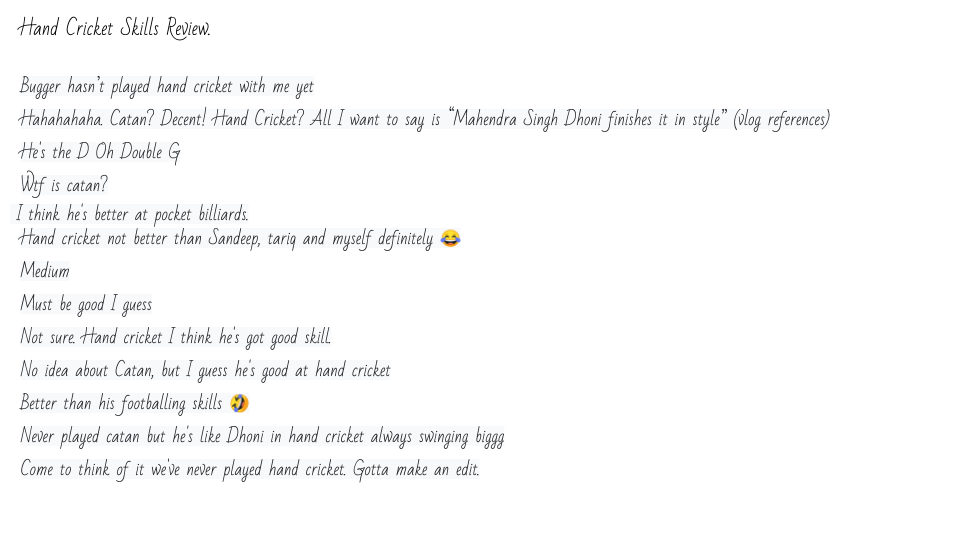 Hand Cricket Skills Review.
Bugger hasn't played hand cricket with me yet
Hahahahaha. Catan? Decent! Hand Cricket? All I want to say is “Mahendra Singh Dhoni finishes it in style” (vlog references)
He's the D Oh Double G
Wtf is catan?
I think he's better at pocket billiards.
Hand cricket not better than Sandeep, tariq and myself definitely 😂
Medium
Must be good I guess
Not sure. Hand cricket I think he's got good skill.
No idea about Catan, but I guess he's good at hand cricket
Better than his footballing skills 🤣
Never played catan but he's like Dhoni in hand cricket always swinging biggg
Come to think of it we've never played hand cricket. Gotta make an edit.